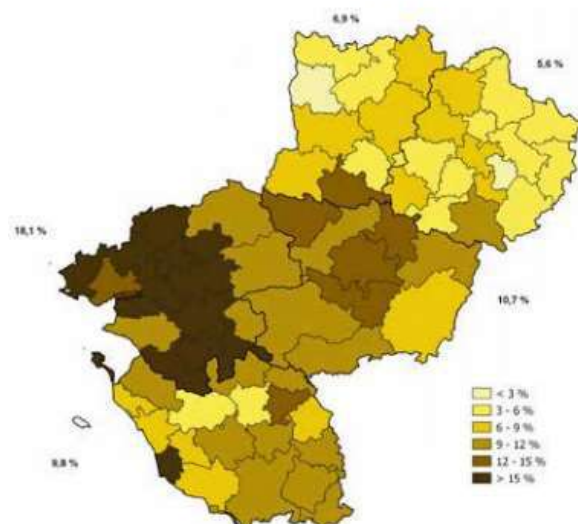 6,9 %
5,6 %
18,1 %
10,7 %
9,8 %
< 3 %
3 - 6 %
6 - 9 %
9 - 12 %
12 - 15 %
> 15 %